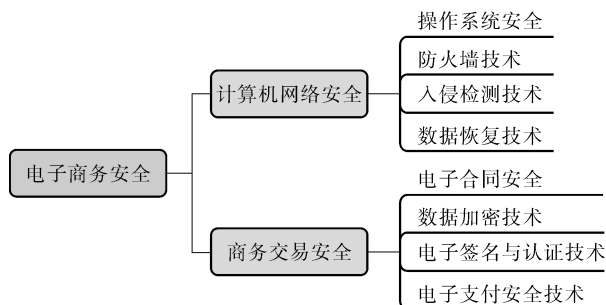 电子商务安全
计算机网络安全
操作系统安全
防火墙技术
入侵检测技术
数据恢复技术
商务交易安全
电子合同安全
数据加密技术
电子签名与认证技术
电子支付安全技术